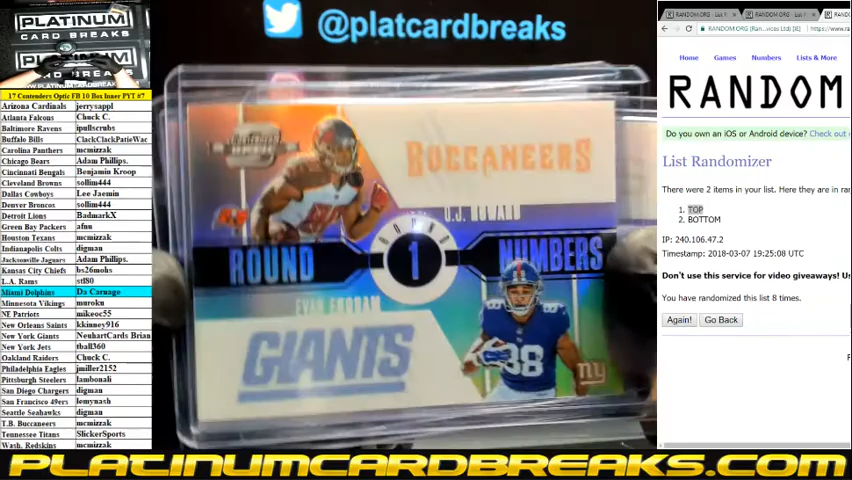 PLATINUM
CARD BREAKS
PLATINUM
@platcardbreaks
17 Contenders Optic FB 10 Box Inner PYT #7
Arizona Cardinals jerrysappl
Atlanta Falcons Chuck C.
Baltimore Ravens ipullscrubs
Buffalo Bills ClackClackPatieWac
Carolina Panthers mcmizzak
Chicago Bears Adam Phillips.
Cincinnati Bengals Benjamin Kroop
Cleveland Browns sollim444
Dallas Cowboys Lee Jaemin
Denver Broncos sollim444
Detroit Lions BadmarkX
Green Bay Packers afnu
Houston Texans mcmizzak
Indianapolis Colts digman
Jacksonville Jaguars Adam Phillips.
Kansas City Chiefs bs26mohs
L.A. Rams stl80
Miami Dolphins Da Carnage
Minnesota Vikings muroku
NE Patriots mikeoc55
New Orleans Saints kkinney916
New York Giants NeuhartCards Brian
New York Jets tball360
Oakland Raiders Chuck C.
Philadelphia Eagles jmiller2152
Pittsburgh Steelers lambonali
San Diego Chargers digman
San Francisco 49ers lemynash
Seattle Seahawks digman
T.B. Buccaneers mcmizzak
Tennessee Titans SlickerSports
Wash. Redskins mcmizzak
BUCCANEERS
O.J. HOWARD
ROUND
ROUND
1
NUMBERS
EVAN ENGRAM
GIANTS
88
ny
Home Games Numbers Lists & More
RANDOM
Do you own an iOS or Android device? Check out
List Randomizer
There were 2 items in your list. Here they are in ran
1. TOP
2. BOTTOM
IP: 240.106.47.2
Timestamp: 2018-03-07 19:25:08 UTC
Don't use this service for video giveaways! Us
You have randomized this list 8 times.
Again! Go Back
PLATINUMCARDBREAKS.COM